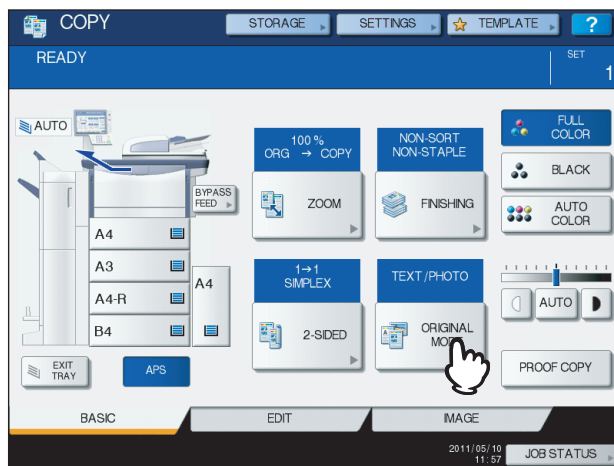 COPY
STORAGE
SETTINGS
TEMPLATE
?
READY
SET
1
AUTO
BYPASS
FEED
A4
A3
A4-R
B4
A4
EXIT
TRAY
APS
100 %
ORG → COPY
ZOOM
NON-SORT
NON-STAPLE
FINISHING
1→1
SIMPLEX
2-SIDED
TEXT/PHOTO
ORIGINAL
MODE
FULL
COLOR
BLACK
AUTO
COLOR
AUTO
PROOF COPY
BASIC
EDIT
IMAGE
2011/05/10
11:57
JOB STATUS